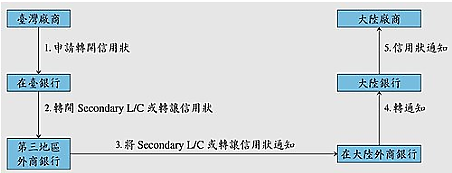 臺灣廠商
大陸廠商
1.申請轉開信用狀
5.信用狀通知
在臺銀行
大陸銀行
2.轉開 Secondary L/C 或轉讓信用狀
4.轉通知
第三地區
外商銀行
3.將 Secondary L/C 或轉讓信用狀通知
在大陸外商銀行